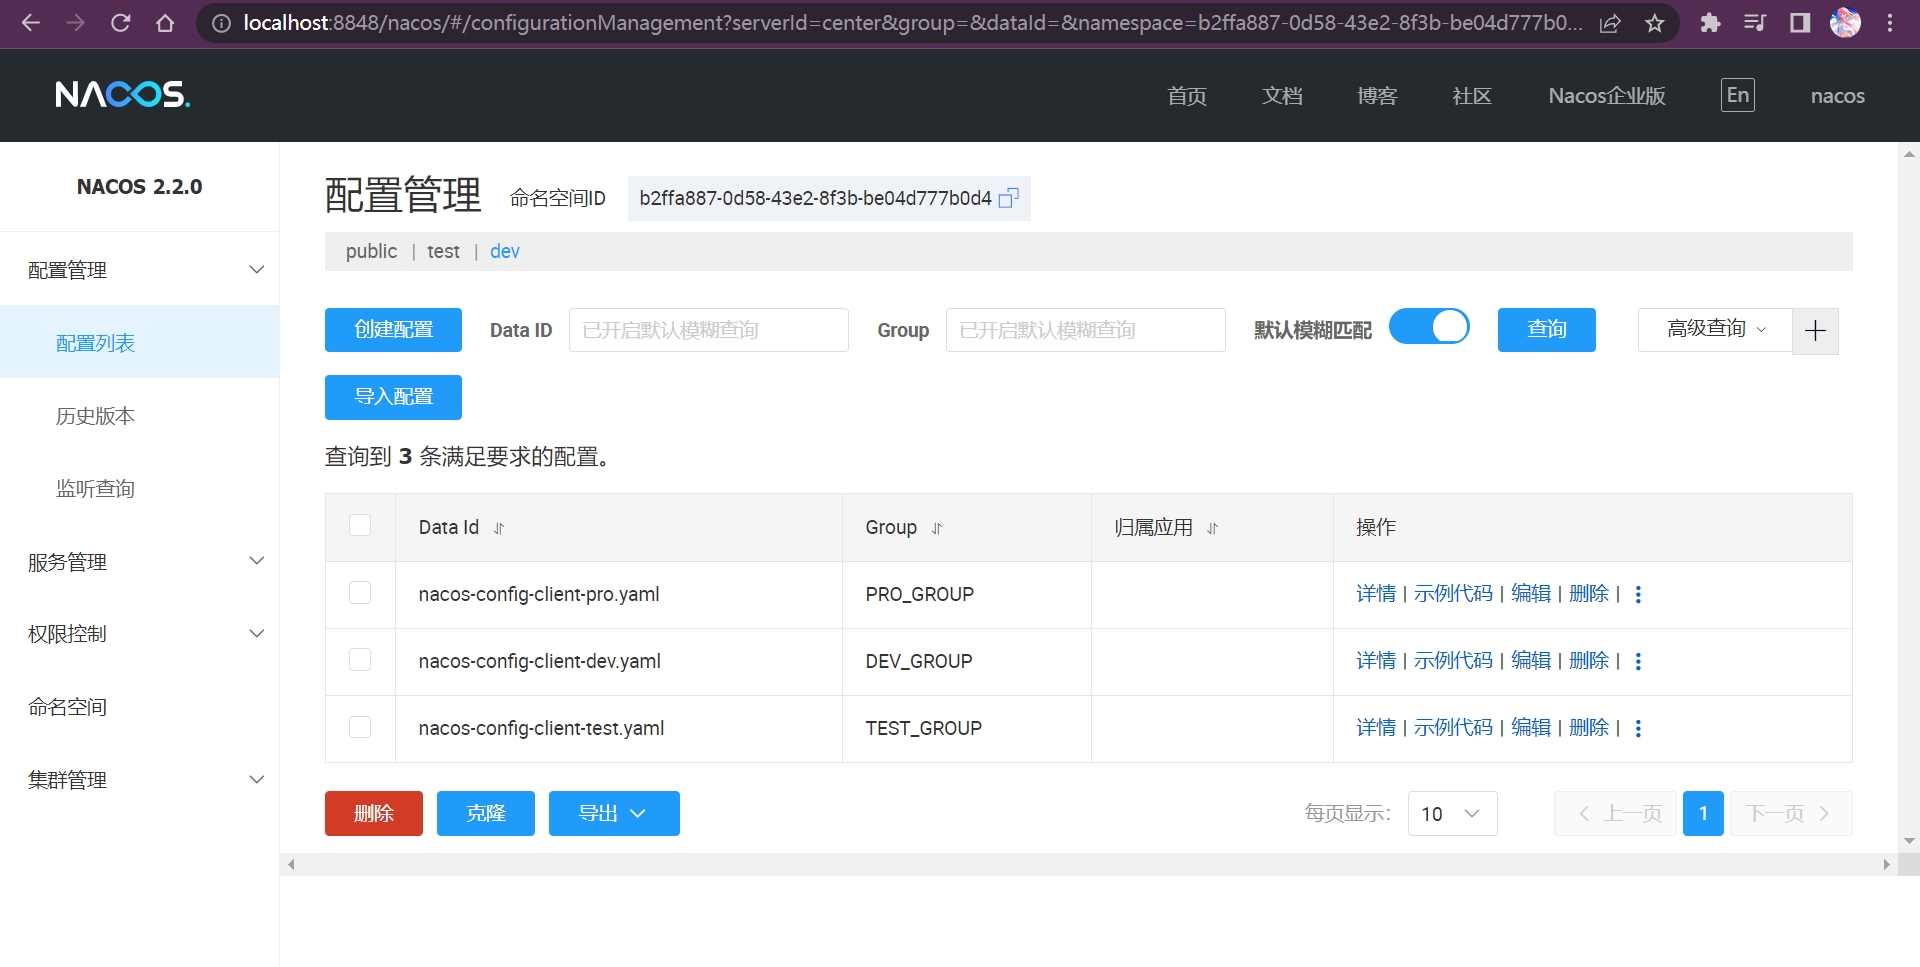 localhost:8848/nacos/#/configurationManagement?serverId=center&group=&dataId=&namespace=b2ffa887-0d58-43e2-8f3b-be04d777b0...
NACOS.
首页 文档 博客 社区 Nacos企业版 En nacos
NACOS 2.2.0
配置管理
配置列表
历史版本
监听查询
服务管理
权限控制
命名空间
集群管理
配置管理 命名空间ID b2ffa887-0d58-43e2-8f3b-be04d777b0d4
public | test | dev
创建配置 Data ID 已开启默认模糊查询 Group 已开启默认模糊查询 默认模糊匹配 查询 高级查询
导入配置
查询到 3 条满足要求的配置。
Data Id Group 归属应用 操作
nacos-config-client-pro.yaml PRO_GROUP 详情 | 示例代码 | 编辑 | 删除 |
nacos-config-client-dev.yaml DEV_GROUP 详情 | 示例代码 | 编辑 | 删除 |
nacos-config-client-test.yaml TEST_GROUP 详情 | 示例代码 | 编辑 | 删除 |
删除 克隆 导出 每页显示: 10 上一页 1 下一页